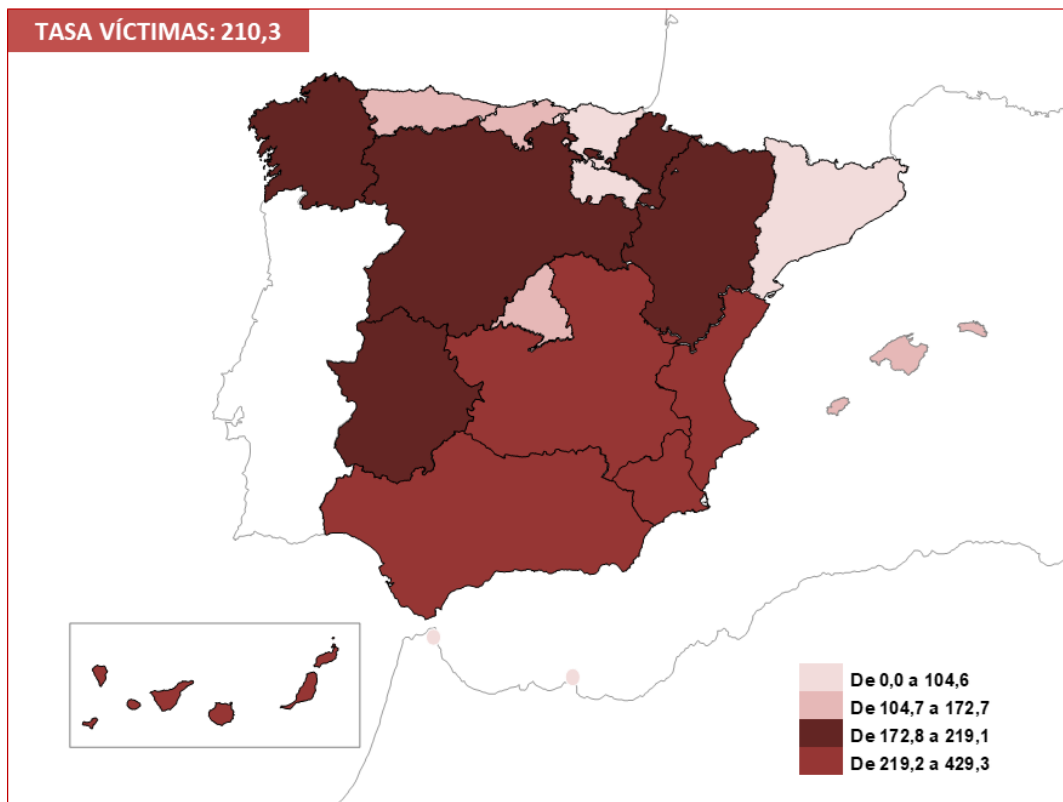 TASA VÍCTIMAS: 210,3
De 0,0 a 104,6
De 104,7 a 172,7
De 172,8 a 219,1
De 219,2 a 429,3